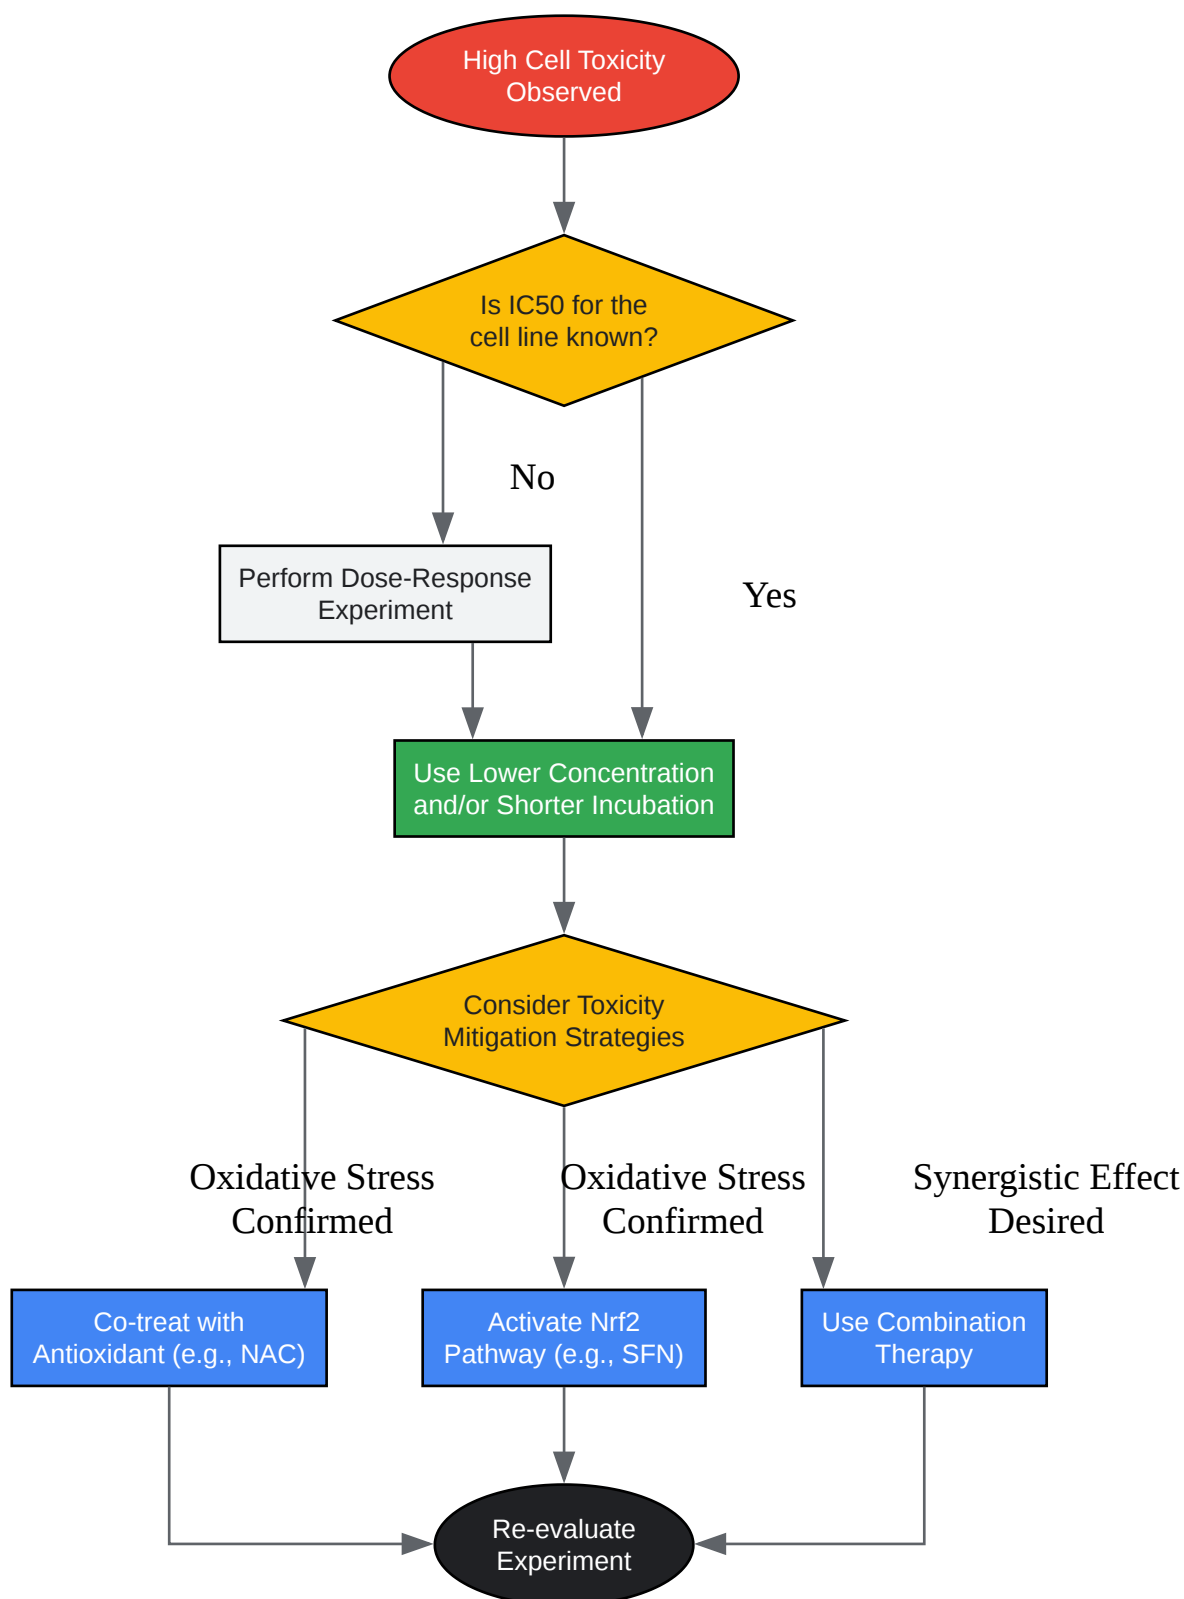 High Cell Toxicity
Observed
Is IC50 for the
cell line known?
No
Perform Dose-Response
Experiment
Yes
Use Lower Concentration
and/or Shorter Incubation
Consider Toxicity
Mitigation Strategies
Oxidative Stress
Confirmed
Oxidative Stress
Confirmed
Synergistic Effect
Desired
Co-treat with
Antioxidant (e.g., NAC)
Activate Nrf2
Pathway (e.g., SFN)
Use Combination
Therapy
Re-evaluate
Experiment